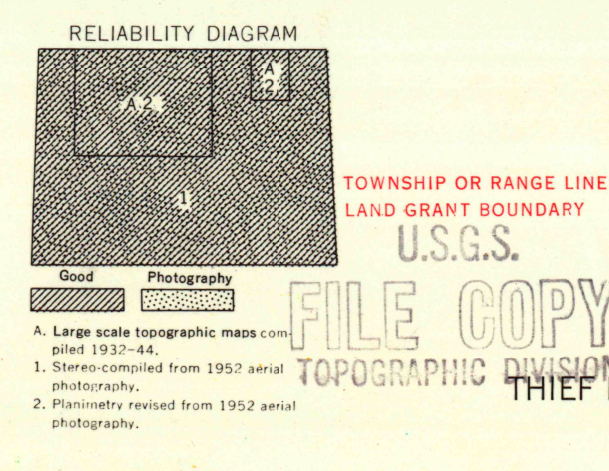 RELIABILITY DIAGRAM
A
2
A 2
1
TOWNSHIP OR RANGE LINE
LAND GRANT BOUNDARY
U.S.G.S.
Good Photography
FILE COPY
A. Large scale topographic maps com-
piled 1932-44.
1. Stereo-compiled from 1952 aerial
photography.
2. Planimetry revised from 1952 aerial
photography.
TOPOGRAPHIC DIVISION
THIEF